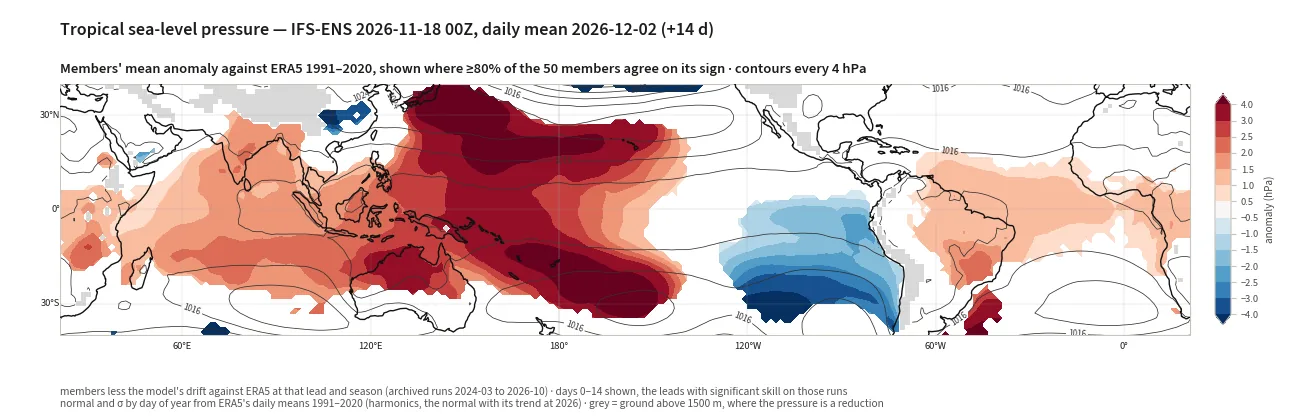 Tropical sea-level pressure — IFS-ENS 2026-11-18 00Z, daily mean 2026-12-02 (+14 d)
Members' mean anomaly against ERA5 1991–2020, shown where ≥80% of the 50 members agree on its sign · contours every 4 hPa
1016
1016
1016
30°N
0°
30°S
1016
1016
1016
1016
1016
1016
60°E
120°E
180°
120°W
60°W
0°
4.0
3.0
2.0
1.5
1.0
0.5
−0.5
−1.0
−1.5
−2.0
−3.0
−4.0
anomaly (hPa)
members less the model's drift against ERA5 at that lead and season (archived runs 2024-03 to 2026-10) · days 0–14 shown, the leads with significant skill on those runs
normal and σ by day of year from ERA5's daily means 1991–2020 (harmonics, the normal with its trend at 2026) · grey = ground above 1500 m, where the pressure is a reduction